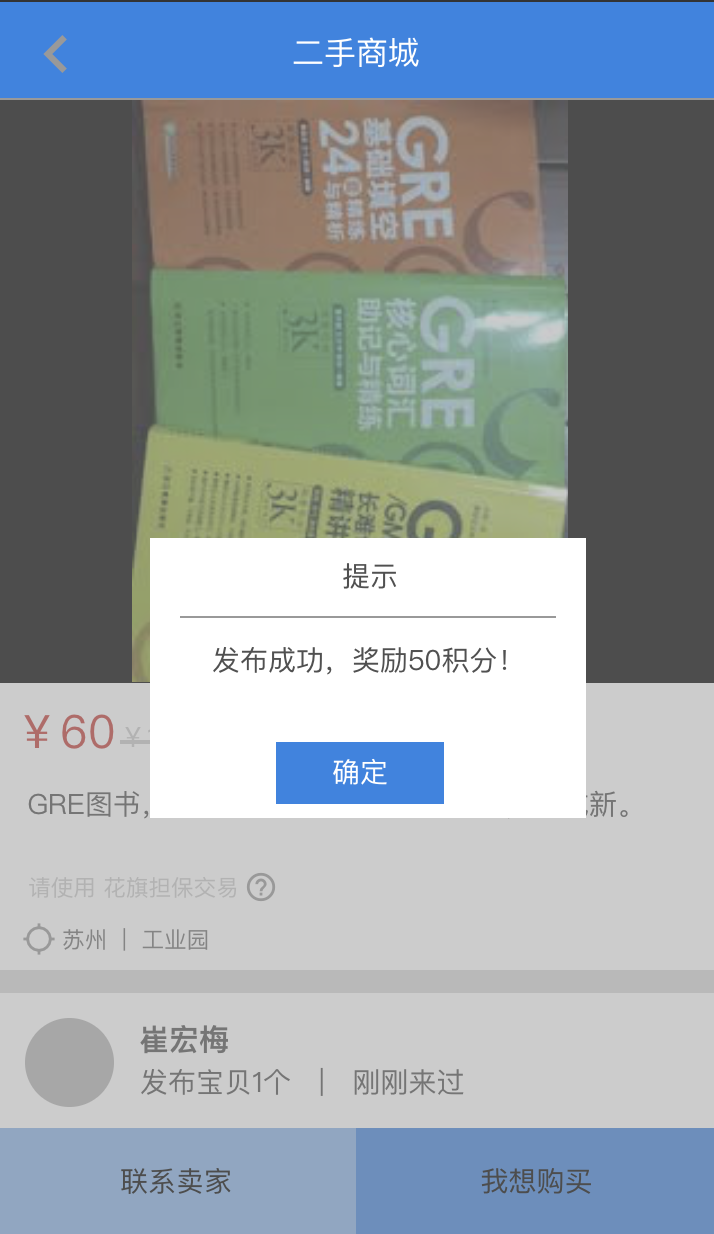 二手商城
GRE
基础填空
24
精练
与精析
3K
GRE
核心词汇
助记与精练
3K
长难
精讲
3K
提示
发布成功，奖励50积分！
确定
￥60
GRE图书,
新。
请使用 花旗担保交易 ?
苏州 | 工业园
崔宏梅
发布宝贝1个 | 刚刚来过
联系卖家
我想购买